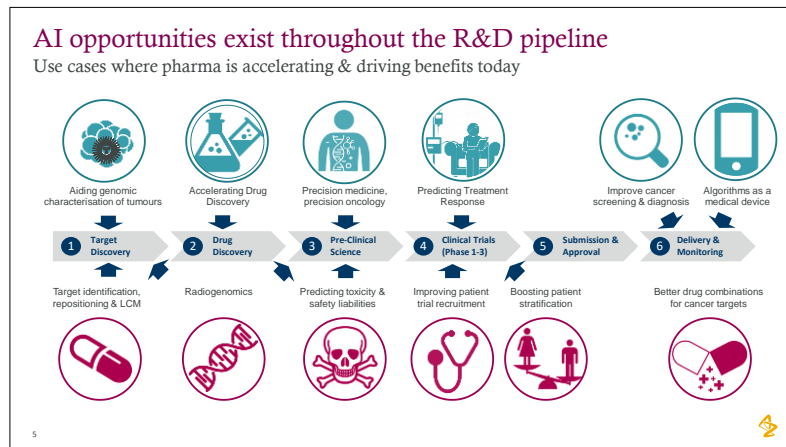 AI opportunities exist throughout the R&D pipeline
Use cases where pharma is accelerating & driving benefits today
Aiding genomic
characterisation of tumours
Accelerating Drug
Discovery
Precision medicine,
precision oncology
Predicting Treatment
Response
Improve cancer
screening & diagnosis
Algorithms as a
medical device
1
Target
Discovery
2
Drug
Discovery
3
Pre-Clinical
Science
4
Clinical Trials
(Phase 1-3)
5
Submission &
Approval
6
Delivery &
Monitoring
Target identification,
repositioning & LCM
Radiogenomics
Predicting toxicity &
safety liabilities
Improving patient
trial recruitment
Boosting patient
stratification
Better drug combinations
for cancer targets
5